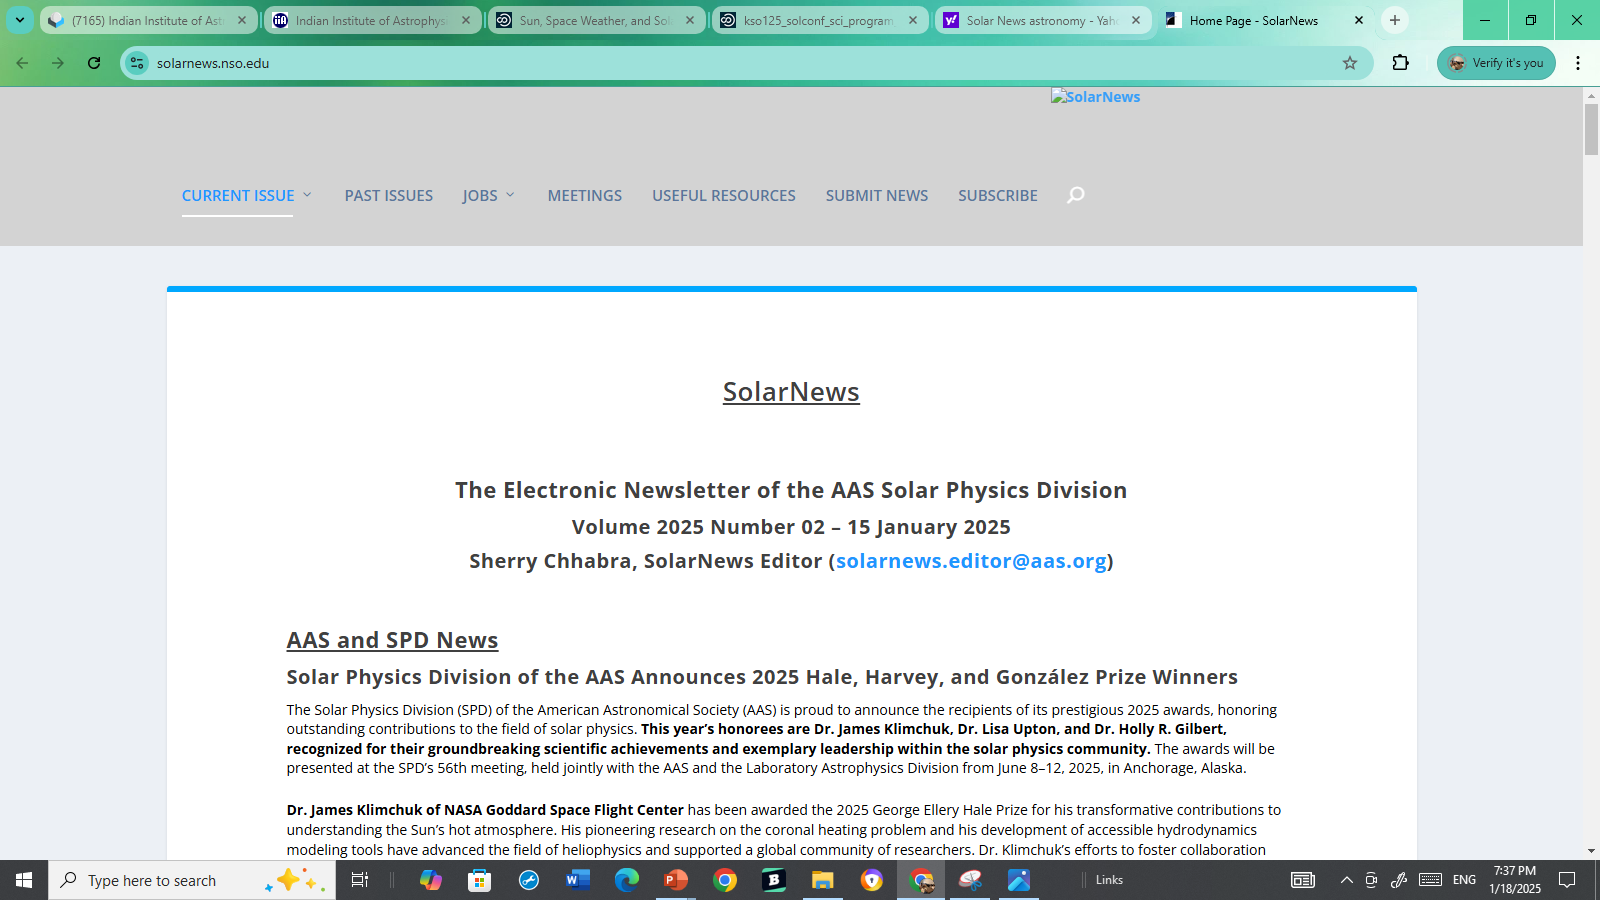 (7165) Indian Institute of Ast
Indian Institute of Astrophys
Sun, Space Weather, and Sol
kso125_solconf_sci_program
Solar News astronomy - Yah
Home Page - SolarNews
solarnews.nso.edu
Verify it's you
SolarNews
CURRENT ISSUE
PAST ISSUES
JOBS
MEETINGS
USEFUL RESOURCES
SUBMIT NEWS
SUBSCRIBE
SolarNews
The Electronic Newsletter of the AAS Solar Physics Division
Volume 2025 Number 02 – 15 January 2025
Sherry Chhabra, SolarNews Editor (solarnews.editor@aas.org)
AAS and SPD News
Solar Physics Division of the AAS Announces 2025 Hale, Harvey, and González Prize Winners
The Solar Physics Division (SPD) of the American Astronomical Society (AAS) is proud to announce the recipients of its prestigious 2025 awards, honoring
outstanding contributions to the field of solar physics. This year’s honorees are Dr. James Klimchuk, Dr. Lisa Upton, and Dr. Holly R. Gilbert,
recognized for their groundbreaking scientific achievements and exemplary leadership within the solar physics community. The awards will be
presented at the SPD’s 56th meeting, held jointly with the AAS and the Laboratory Astrophysics Division from June 8–12, 2025, in Anchorage, Alaska.
Dr. James Klimchuk of NASA Goddard Space Flight Center has been awarded the 2025 George Ellery Hale Prize for his transformative contributions to
understanding the Sun’s hot atmosphere. His pioneering research on the coronal heating problem and his development of accessible hydrodynamics
modeling tools have advanced the field of heliophysics and supported a global community of researchers. Dr. Klimchuk’s efforts to foster collaboration
Type here to search
Links
ENG
7:37 PM
1/18/2025